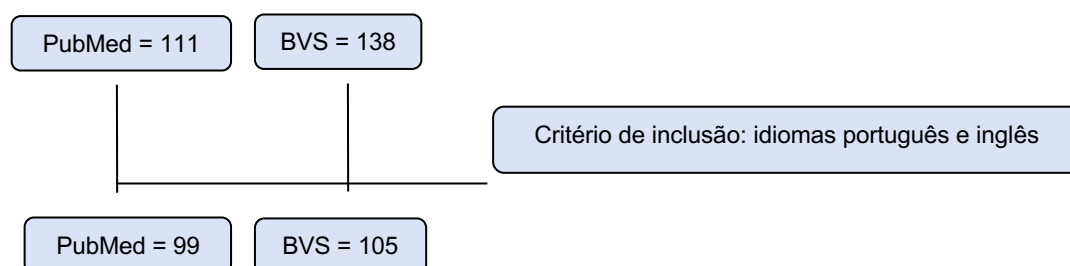 PubMed = 111
BVS = 138
Critério de inclusão: idiomas português e inglês
PubMed = 99
BVS = 105